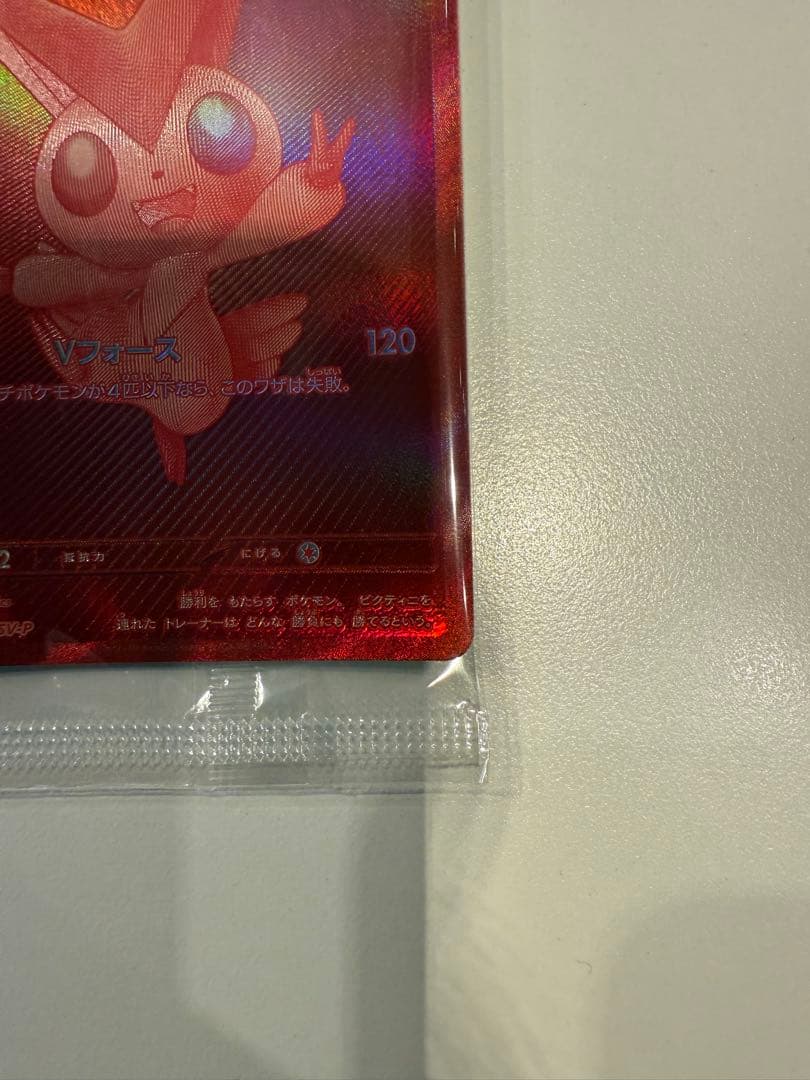 Vフォース 120
チポケモンが4匹以下なら、このワザは失敗。
2 抵抗力 にげる
勝利を もたらす ポケモン。 ビクティニを
SV-P 連れた トレーナーは どんな 勝負にも 勝てるという。